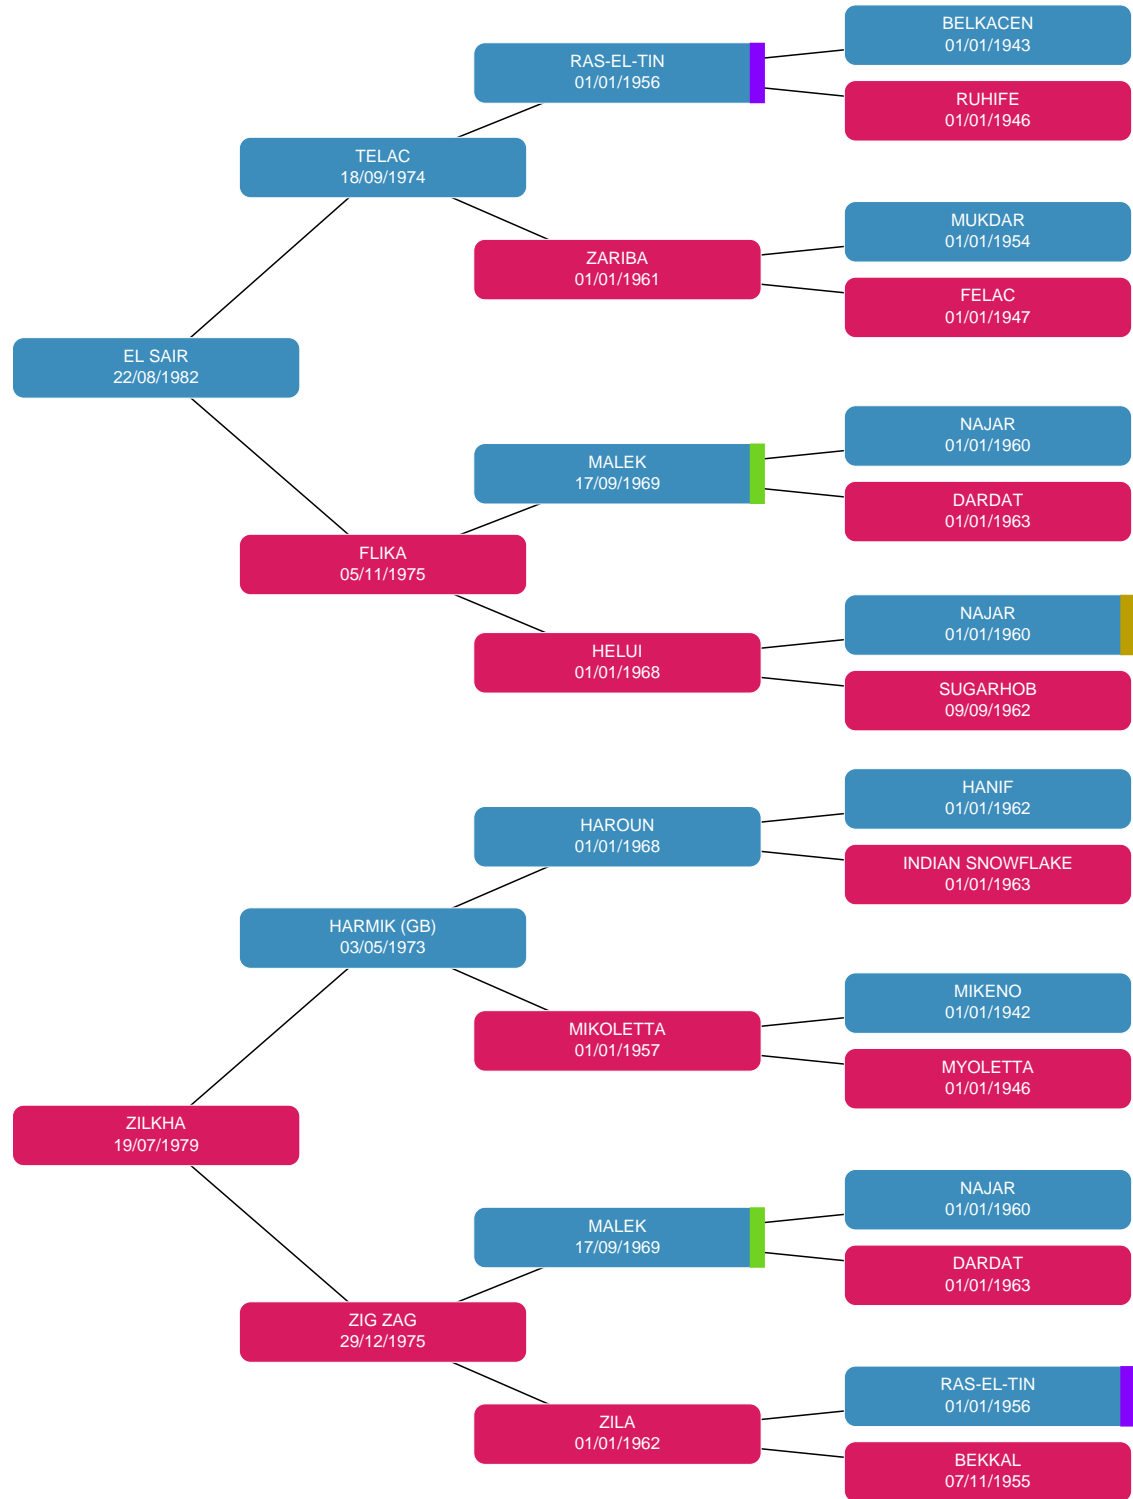 BELKACEN
01/01/1943
RAS-EL-TIN
01/01/1956
RUHIFE
01/01/1946
TELAC
18/09/1974
MUKDAR
01/01/1954
ZARIBA
01/01/1961
FELAC
01/01/1947
EL SAIR
22/08/1982
NAJAR
01/01/1960
MALEK
17/09/1969
DARDAT
01/01/1963
FLIKA
05/11/1975
NAJAR
01/01/1960
HELUI
01/01/1968
SUGARHOB
09/09/1962
HANIF
01/01/1962
HAROUN
01/01/1968
INDIAN SNOWFLAKE
01/01/1963
HARMIK (GB)
03/05/1973
MIKENO
01/01/1942
MIKOLETTA
01/01/1957
MYOLETTA
01/01/1946
ZILKHA
19/07/1979
NAJAR
01/01/1960
MALEK
17/09/1969
DARDAT
01/01/1963
ZIG ZAG
29/12/1975
RAS-EL-TIN
01/01/1956
ZILA
01/01/1962
BEKKAL
07/11/1955